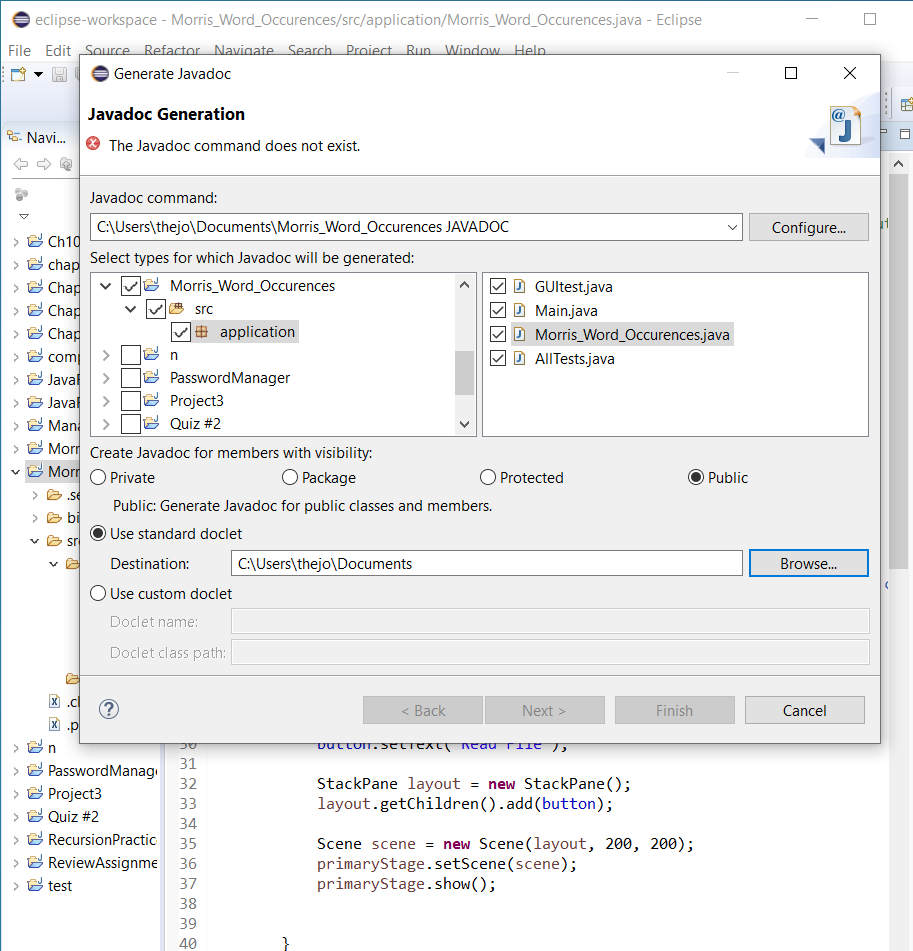 eclipse-workspace - Morris_Word_Occurences/src/application/Morris_Word_Occurences.java - Eclipse
File Edit Source Refactor Navigate Search Project Run Window Help
Generate Javadoc
Javadoc Generation
The Javadoc command does not exist.
@ J
Navi...
Javadoc command:
C:\Users\thejo\Documents\Morris_Word_Occurences JAVADOC
Configure...
Select types for which Javadoc will be generated:
Morris_Word_Occurences
src
application
n
PasswordManager
Project3
Quiz #2
GUItest.java
Main.java
Morris_Word_Occurences.java
AllTests.java
Create Javadoc for members with visibility:
Private Package Protected Public
Public: Generate Javadoc for public classes and members.
Use standard doclet
Destination: C:\Users\thejo\Documents Browse...
Use custom doclet
Doclet name:
Doclet class path:
? < Back Next > Finish Cancel
Ch10
chap
Chap
Chap
Chap
comp
JavaF
JavaF
Mana
Morr
Morr
.se
bi
src
.cl
.p
n
PasswordManage
Project3
Quiz #2
RecursionPractic
ReviewAssignme
test
30 button.setText("Read File");
31
32 StackPane layout = new StackPane();
33 layout.getChildren().add(button);
34
35 Scene scene = new Scene(layout, 200, 200);
36 primaryStage.setScene(scene);
37 primaryStage.show();
38
39
40 }